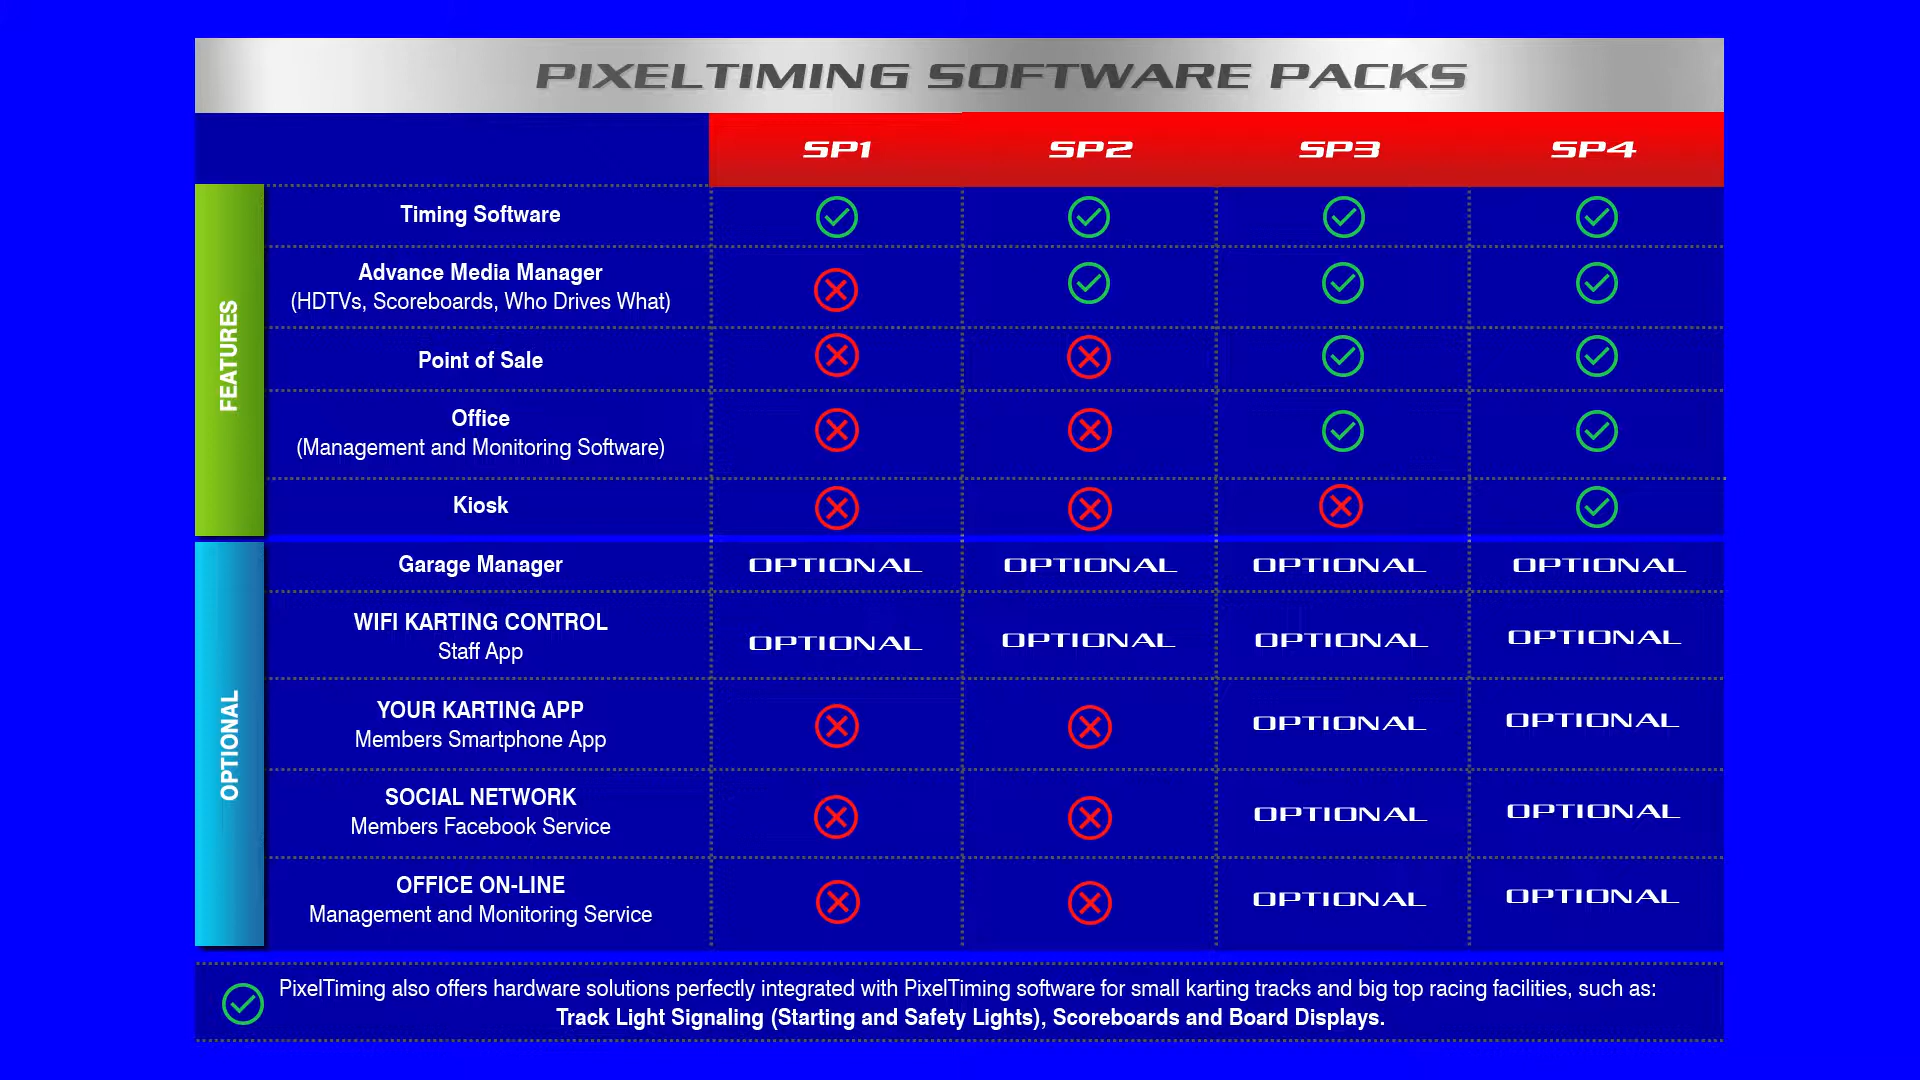 PIXELTIMING SOFTWARE PACKS
SP1 SP2 SP3 SP4
FEATURES
Timing Software
Advance Media Manager
(HDTVs, Scoreboards, Who Drives What)
Point of Sale
Office
(Management and Monitoring Software)
Kiosk
OPTIONAL
Garage Manager OPTIONAL OPTIONAL OPTIONAL OPTIONAL
WIFI KARTING CONTROL
Staff App
OPTIONAL OPTIONAL OPTIONAL OPTIONAL
YOUR KARTING APP
Members Smartphone App
OPTIONAL OPTIONAL
SOCIAL NETWORK
Members Facebook Service
OPTIONAL OPTIONAL
OFFICE ON-LINE
Management and Monitoring Service
OPTIONAL OPTIONAL
PixelTiming also offers hardware solutions perfectly integrated with PixelTiming software for small karting tracks and big top racing facilities, such as:
Track Light Signaling (Starting and Safety Lights), Scoreboards and Board Displays.